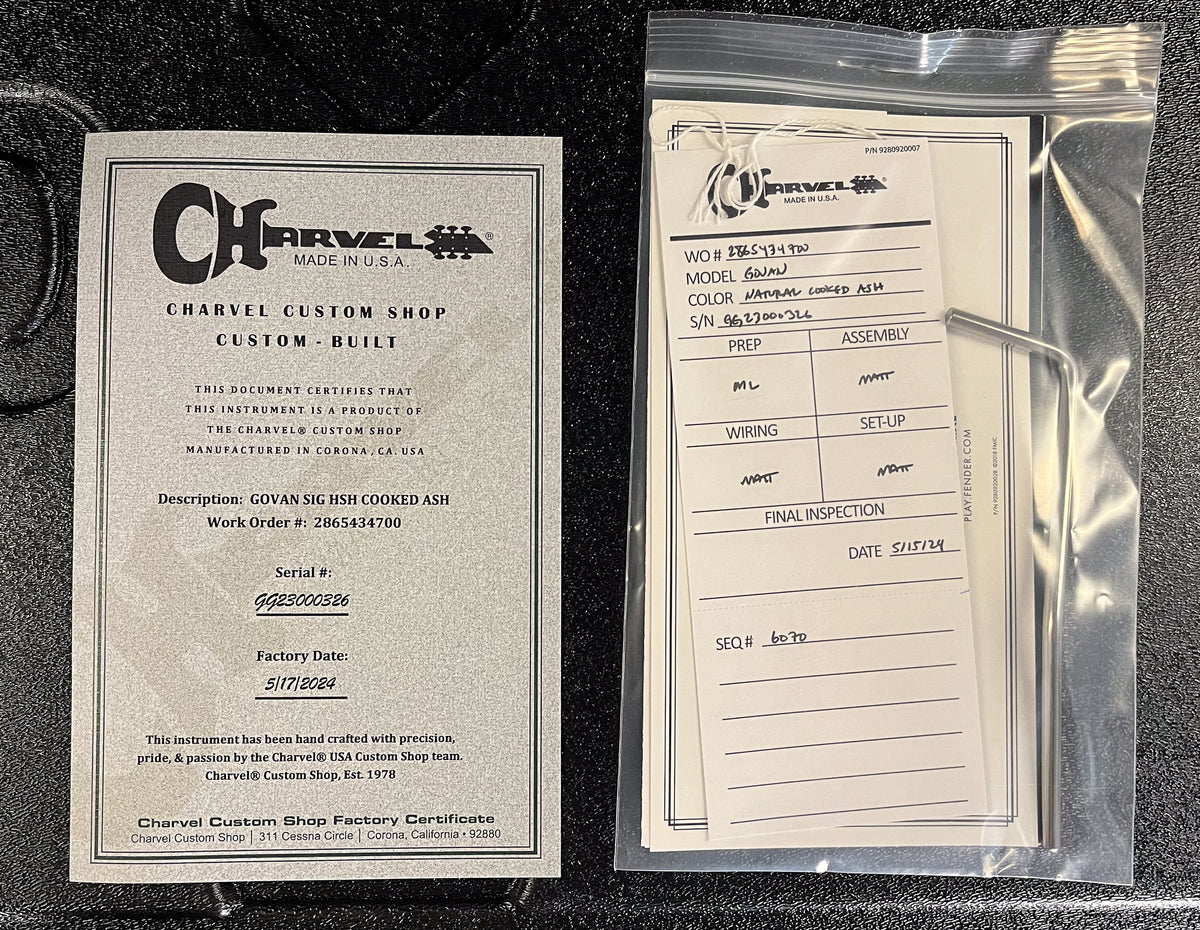 CHARVEL®
MADE IN U.S.A.
CHARVEL CUSTOM SHOP
CUSTOM - BUILT
THIS DOCUMENT CERTIFIES THAT
THIS INSTRUMENT IS A PRODUCT OF
THE CHARVEL® CUSTOM SHOP
MANUFACTURED IN CORONA, CA. USA
Description: GOVAN SIG HSH COOKED ASH
Work Order #: 2865434700
Serial #:
GG23000326
Factory Date:
5/17/2024
This instrument has been hand crafted with precision,
pride, & passion by the Charvel® USA Custom Shop team.
Charvel® Custom Shop, Est. 1978
Charvel Custom Shop Factory Certificate
Charvel Custom Shop | 311 Cessna Circle | Corona, California • 92880
P/N 9280920007
CHARVEL®
MADE IN U.S.A.
WO # 2865434700
MODEL GOVAN
COLOR NATURAL COOKED ASH
S/N GG23000326
PREP ASSEMBLY
ML MATT
WIRING SET-UP
MATT MATT
FINAL INSPECTION
DATE 5/15/24
SEQ # 6070
PLAY.FENDER.COM